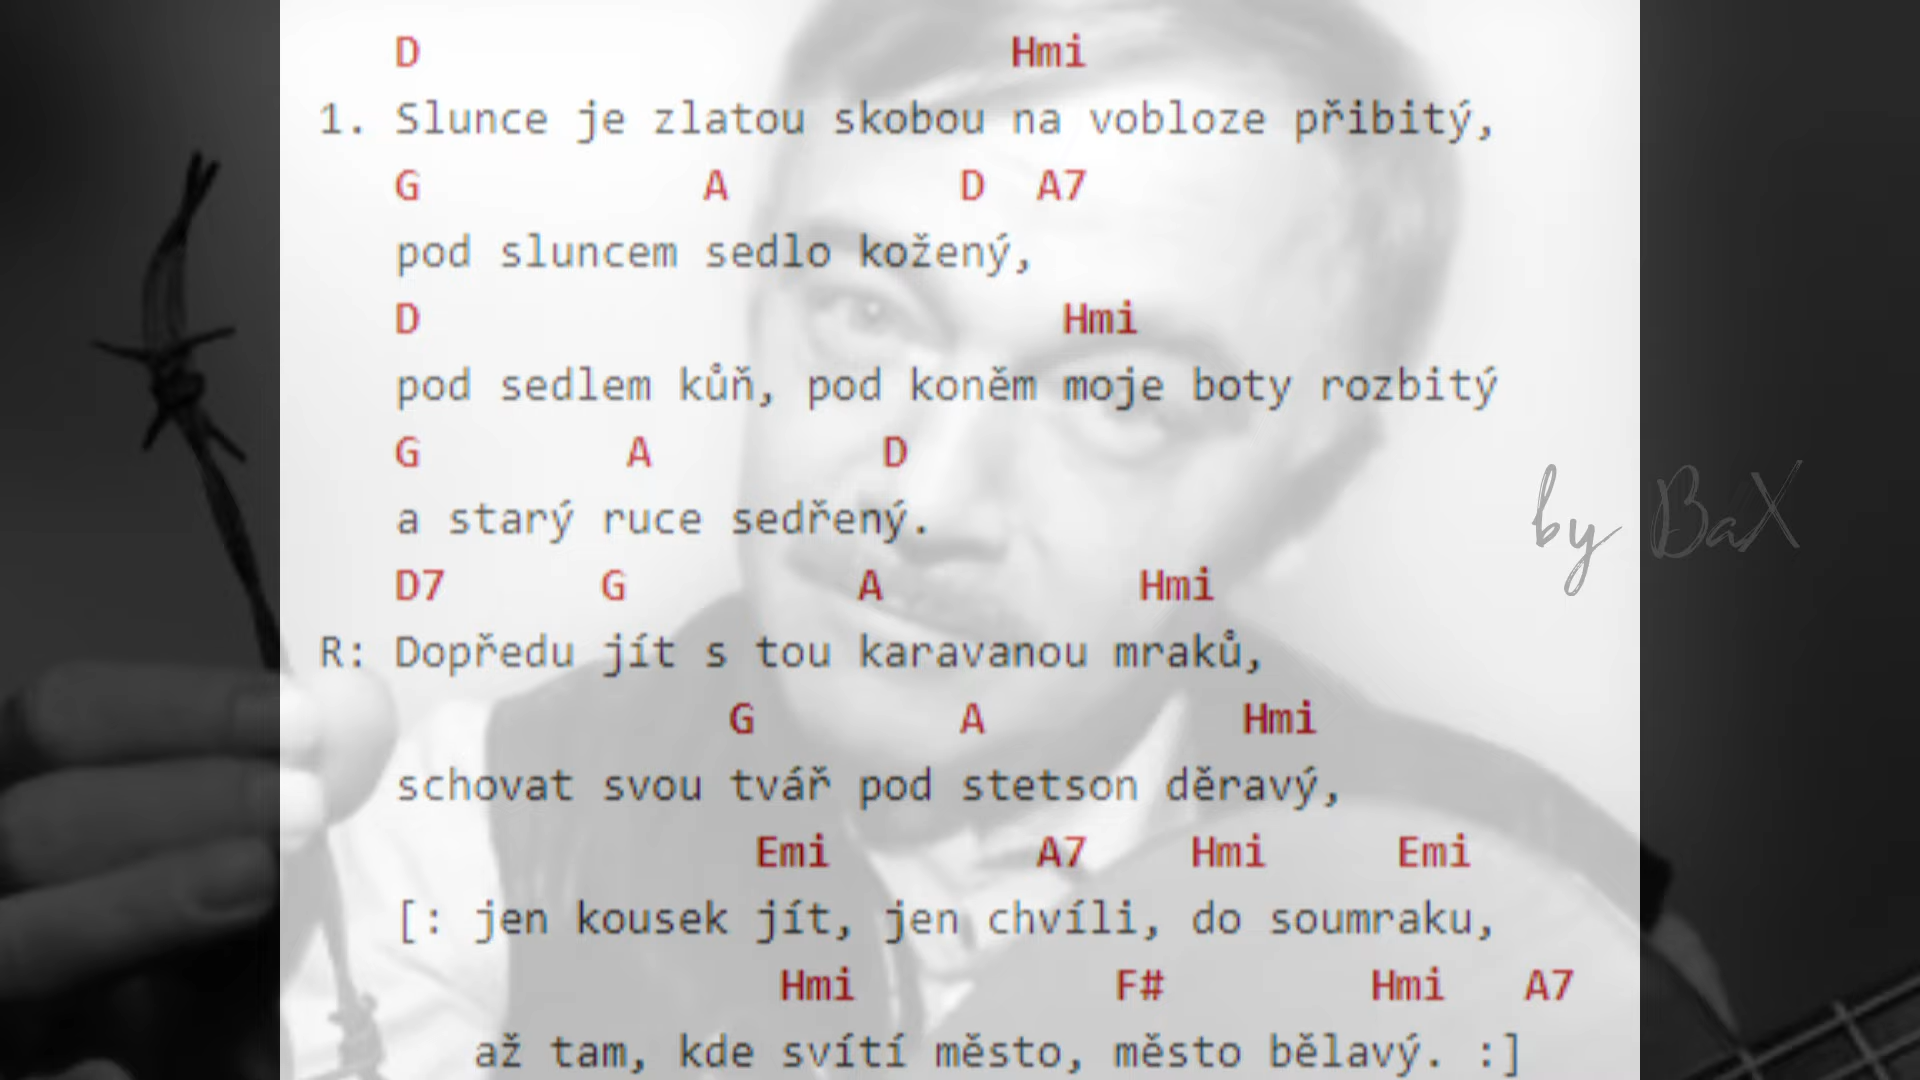 D Hmi
1. Slunce je zlatou skobou na vobloze přibitý,
G A D A7
pod sluncem sedlo kožený,
D Hmi
pod sedlem kůň, pod koněm moje boty rozbitý
G A D
a starý ruce sedřený.
D7 G A Hmi
R: Dopředu jít s tou karavanou mraků,
G A Hmi
schovat svou tvář pod stetson děravý,
Emi A7 Hmi Emi
[: jen kousek jít, jen chvíli, do soumraku,
Hmi F# Hmi A7
až tam, kde svítí město, město bělavý. :]
by BaX